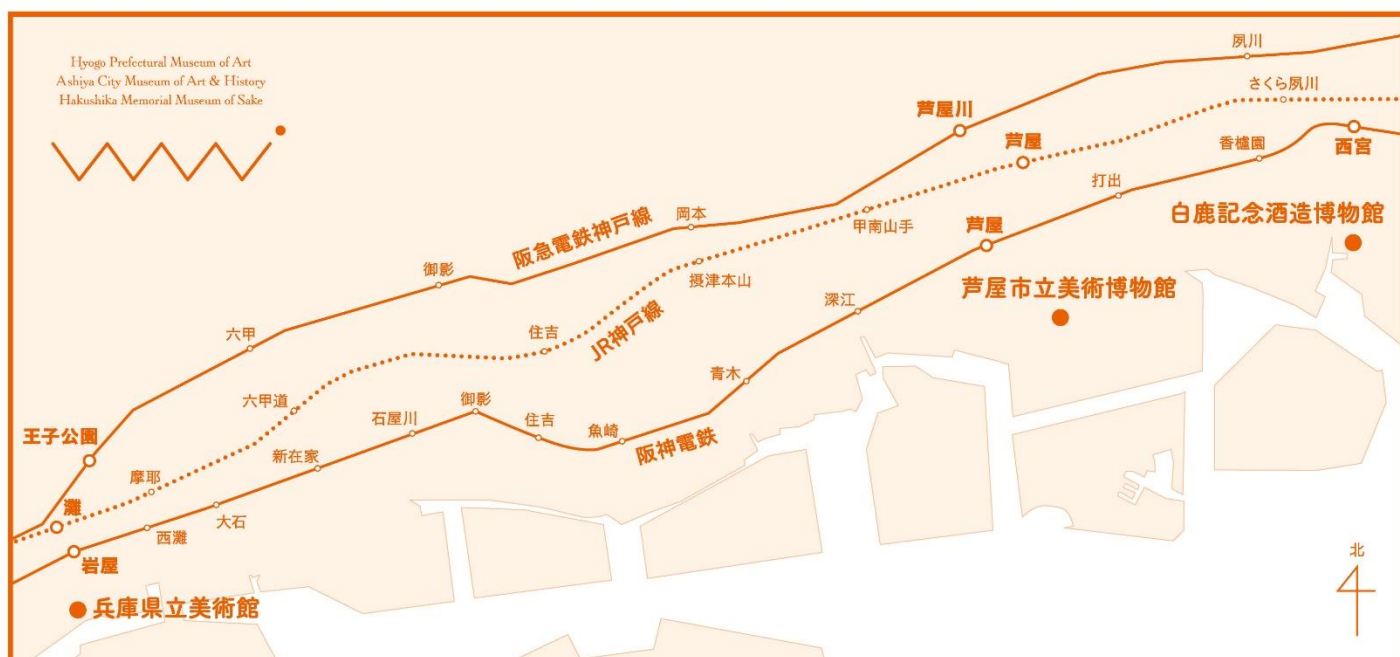 Hyogo Prefectural Museum of Art
Ashiya City Museum of Art & History
Hakushika Memorial Museum of Sake
夙川
さくら夙川
芦屋川
芦屋
香櫨園
西宮
打出
白鹿記念酒造博物館
岡本
甲南山手
芦屋
阪急電鉄神戸線
御影
摂津本山
芦屋市立美術博物館
深江
六甲
住吉
JR神戸線
青木
六甲道
御影
石屋川
住吉
魚崎
阪神電鉄
王子公園
新在家
摩耶
灘
大石
西灘
岩屋
北
兵庫県立美術館